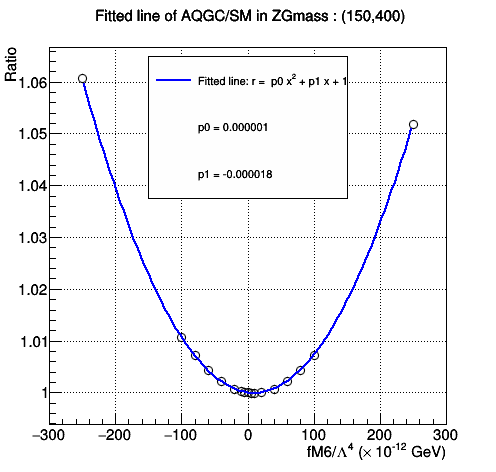 Fitted line of AQGC/SM in ZGmass : (150,400)
Ratio
Fitted line: r = p0 x² + p1 x + 1
p0 = 0.000001
p1 = -0.000018
1.06
1.05
1.04
1.03
1.02
1.01
1
−300 −200 −100 0 100 200 300
fM6/Λ⁴ (× 10⁻¹² GeV)